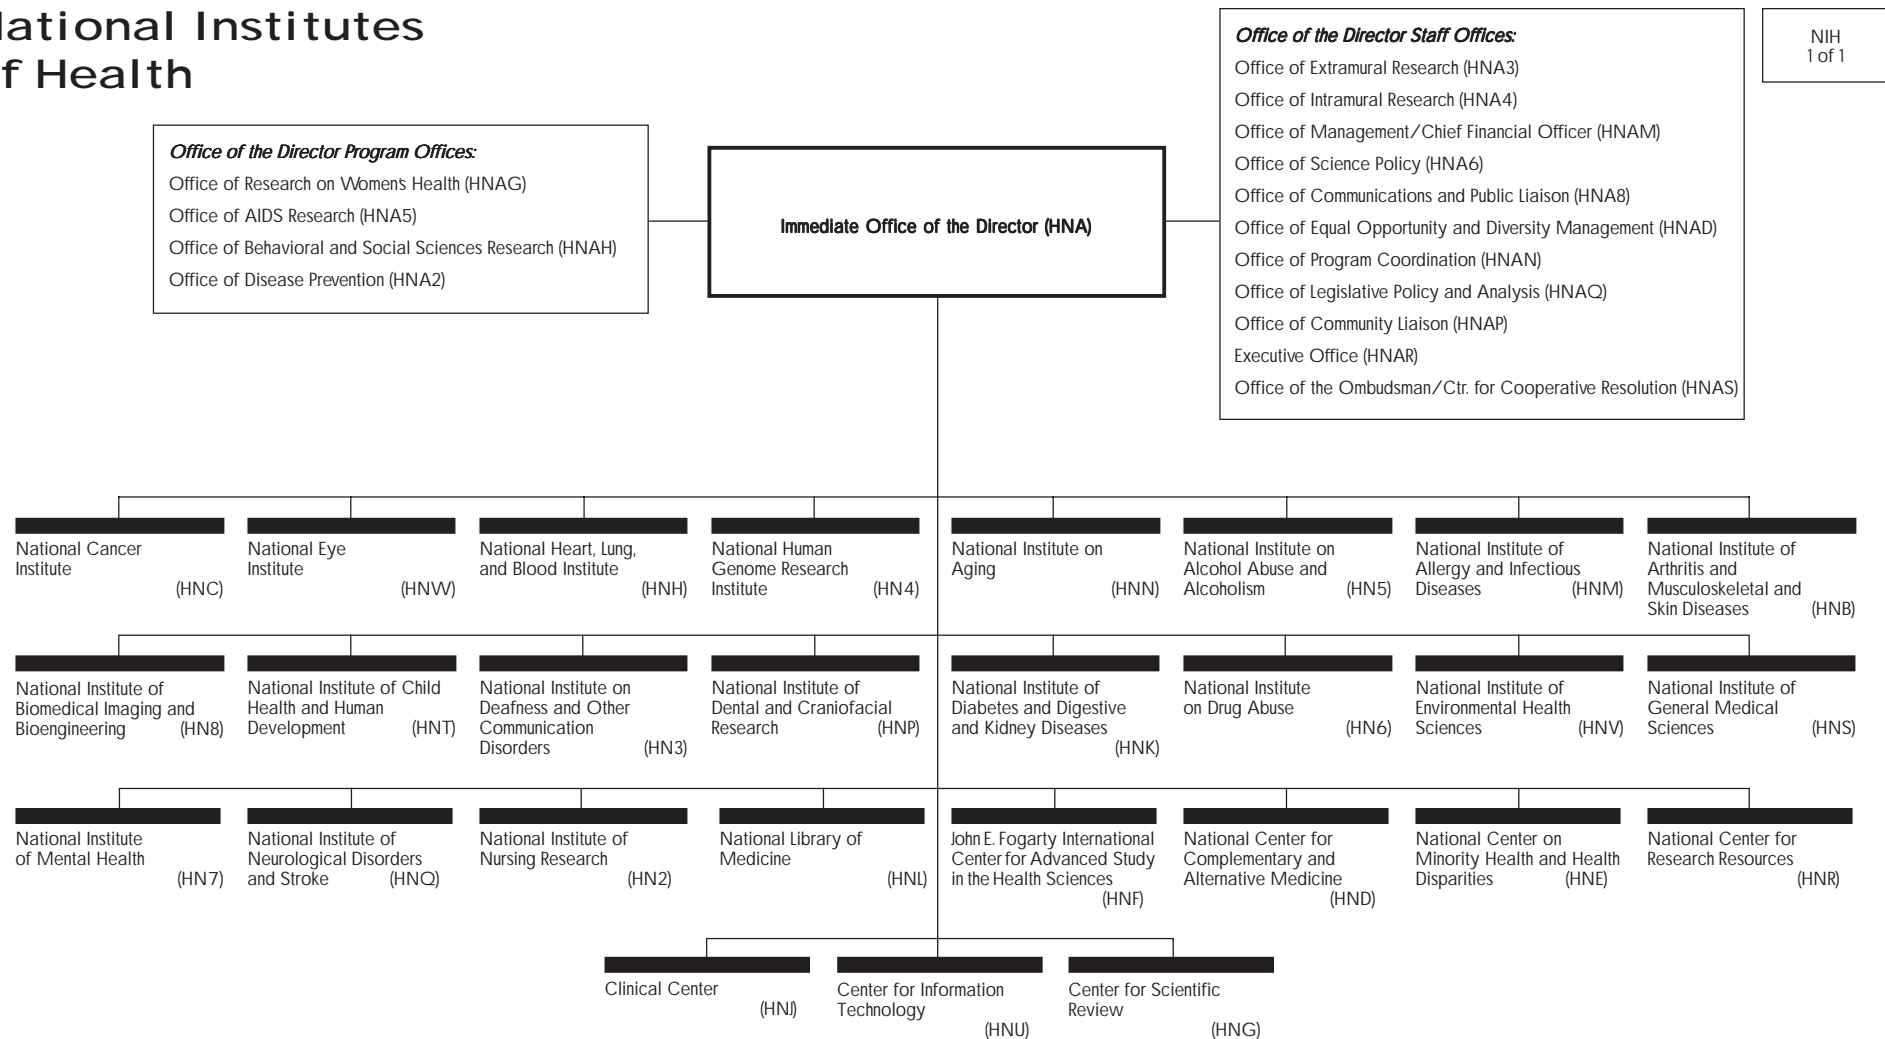 National Institutes
of Health
Office of the Director Staff Offices:
Office of Extramural Research (HNA3)
Office of Intramural Research (HNA4)
Office of Management/Chief Financial Officer (HNAM)
Office of Science Policy (HNA6)
Office of Communications and Public Liaison (HNA8)
Office of Equal Opportunity and Diversity Management (HNAD)
Office of Program Coordination (HNAN)
Office of Legislative Policy and Analysis (HNAQ)
Office of Community Liaison (HNAP)
Executive Office (HNAR)
Office of the Ombudsman/Ctr. for Cooperative Resolution (HNAS)
NIH
1 of 1
Office of the Director Program Offices:
Office of Research on Women's Health (HNAG)
Office of AIDS Research (HNA5)
Office of Behavioral and Social Sciences Research (HNAH)
Office of Disease Prevention (HNA2)
Immediate Office of the Director (HNA)
National Cancer
Institute
(HNC)
National Eye
Institute
(HNW)
National Heart, Lung,
and Blood Institute
(HNH)
National Human
Genome Research
Institute (HN4)
National Institute on
Aging
(HNN)
National Institute on
Alcohol Abuse and
Alcoholism (HN5)
National Institute of
Allergy and Infectious
Diseases (HNM)
National Institute of
Arthritis and
Musculoskeletal and
Skin Diseases (HNB)
National Institute of
Biomedical Imaging and
Bioengineering (HN8)
National Institute of Child
Health and Human
Development (HNT)
National Institute on
Deafness and Other
Communication
Disorders (HN3)
National Institute of
Dental and Craniofacial
Research (HNP)
National Institute of
Diabetes and Digestive
and Kidney Diseases
(HNK)
National Institute
on Drug Abuse
(HN6)
National Institute of
Environmental Health
Sciences (HNV)
National Institute of
General Medical
Sciences (HNS)
National Institute
of Mental Health
(HN7)
National Institute of
Neurological Disorders
and Stroke (HNQ)
National Institute of
Nursing Research
(HN2)
National Library of
Medicine
(HNL)
John E. Fogarty International
Center for Advanced Study
in the Health Sciences
(HNF)
National Center for
Complementary and
Alternative Medicine
(HND)
National Center on
Minority Health and Health
Disparities (HNE)
National Center for
Research Resources
(HNR)
Clinical Center
(HNJ)
Center for Information
Technology
(HNU)
Center for Scientific
Review
(HNG)